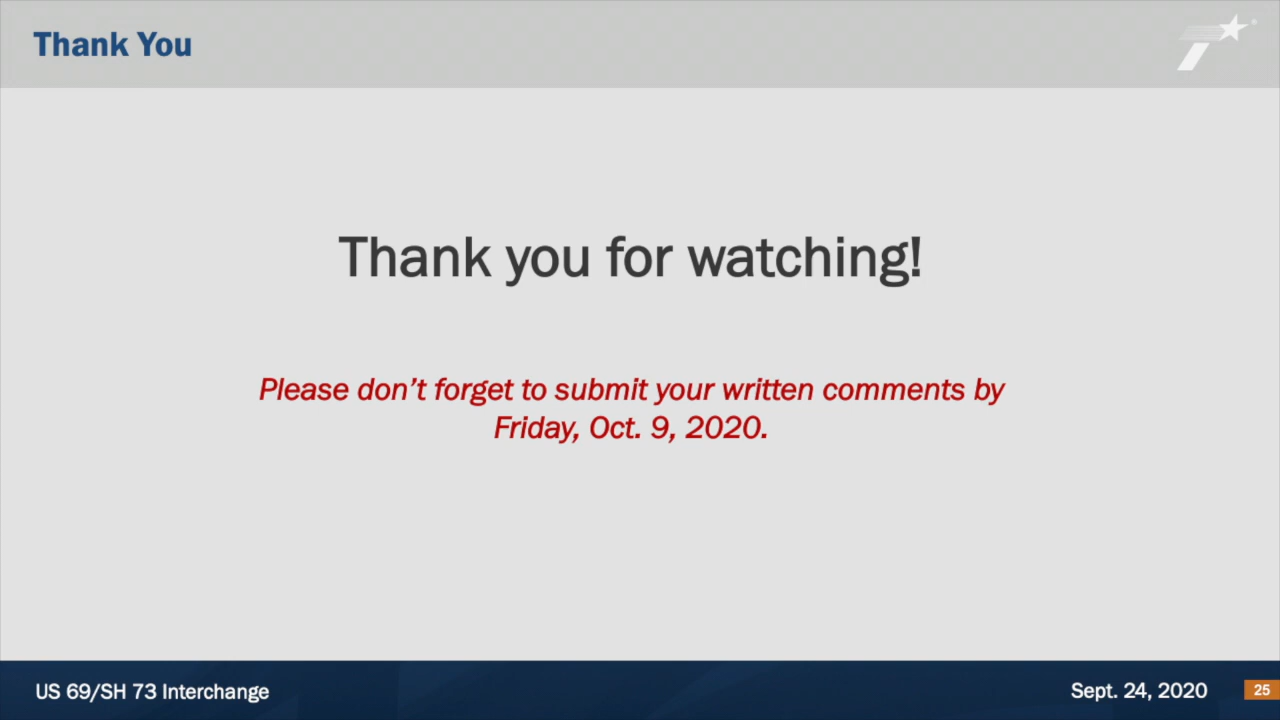 Thank You
Thank you for watching!
Please don’t forget to submit your written comments by
Friday, Oct. 9, 2020.
US 69/SH 73 Interchange
Sept. 24, 2020
25